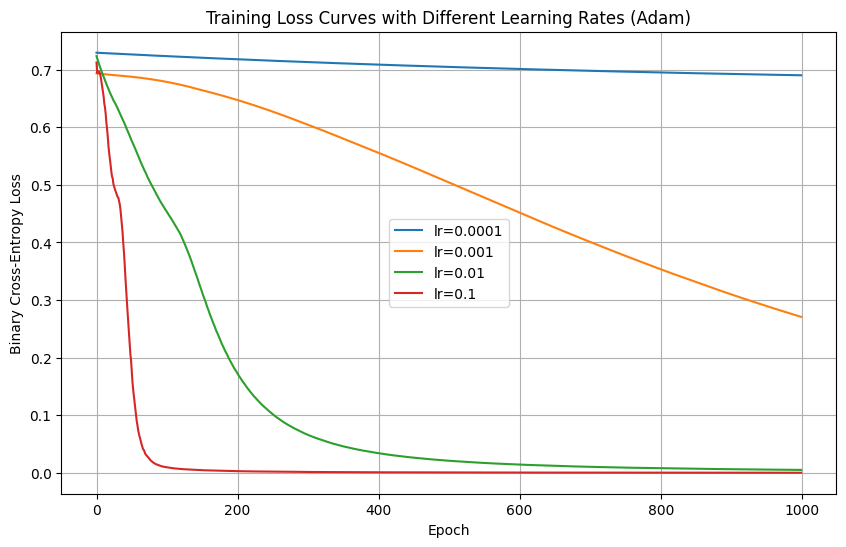 Training Loss Curves with Different Learning Rates (Adam)
Binary Cross-Entropy Loss
0.7
0.6
0.5
0.4
0.3
0.2
0.1
0.0
lr=0.0001
lr=0.001
lr=0.01
lr=0.1
0 200 400 600 800 1000
Epoch